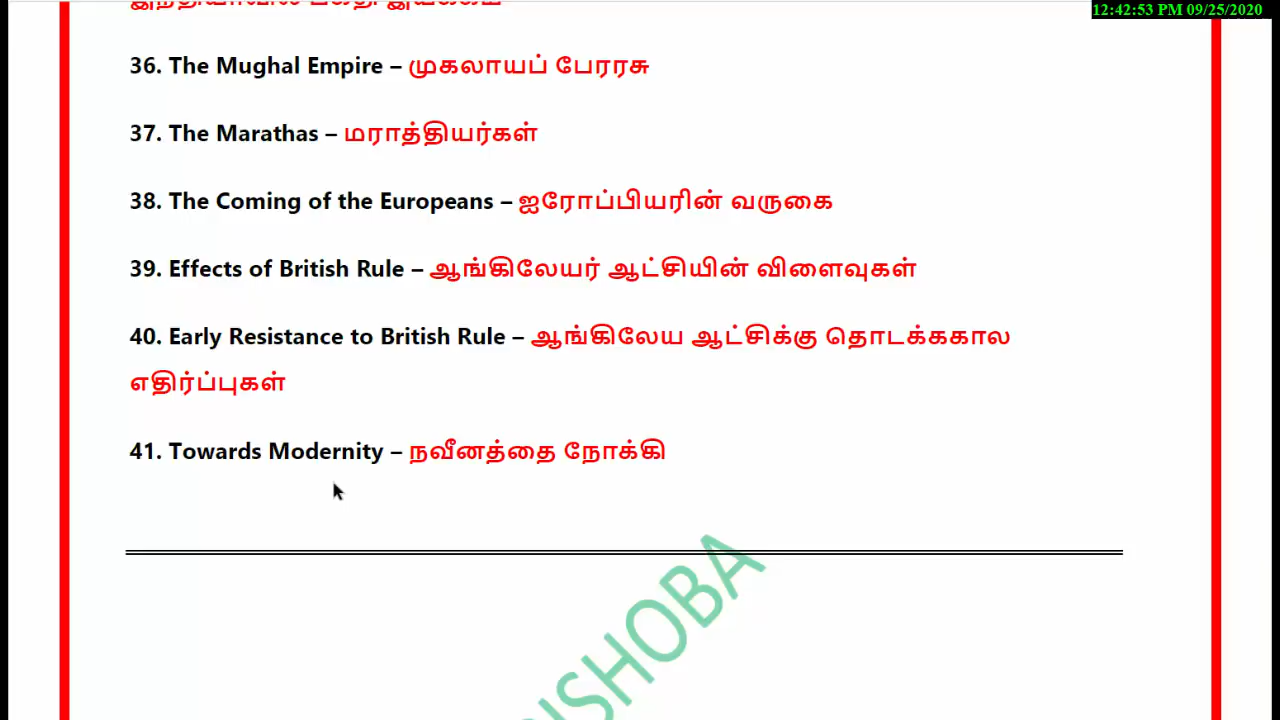 12:42:53 PM 09/25/2020
36. The Mughal Empire – முகலாயப் பேரரசு
37. The Marathas – மராத்தியர்கள்
38. The Coming of the Europeans – ஐரோப்பியரின் வருகை
39. Effects of British Rule – ஆங்கிலேயர் ஆட்சியின் விளைவுகள்
40. Early Resistance to British Rule – ஆங்கிலேய ஆட்சிக்கு தொடக்ககால
எதிர்ப்புகள்
41. Towards Modernity – நவீனத்தை நோக்கி